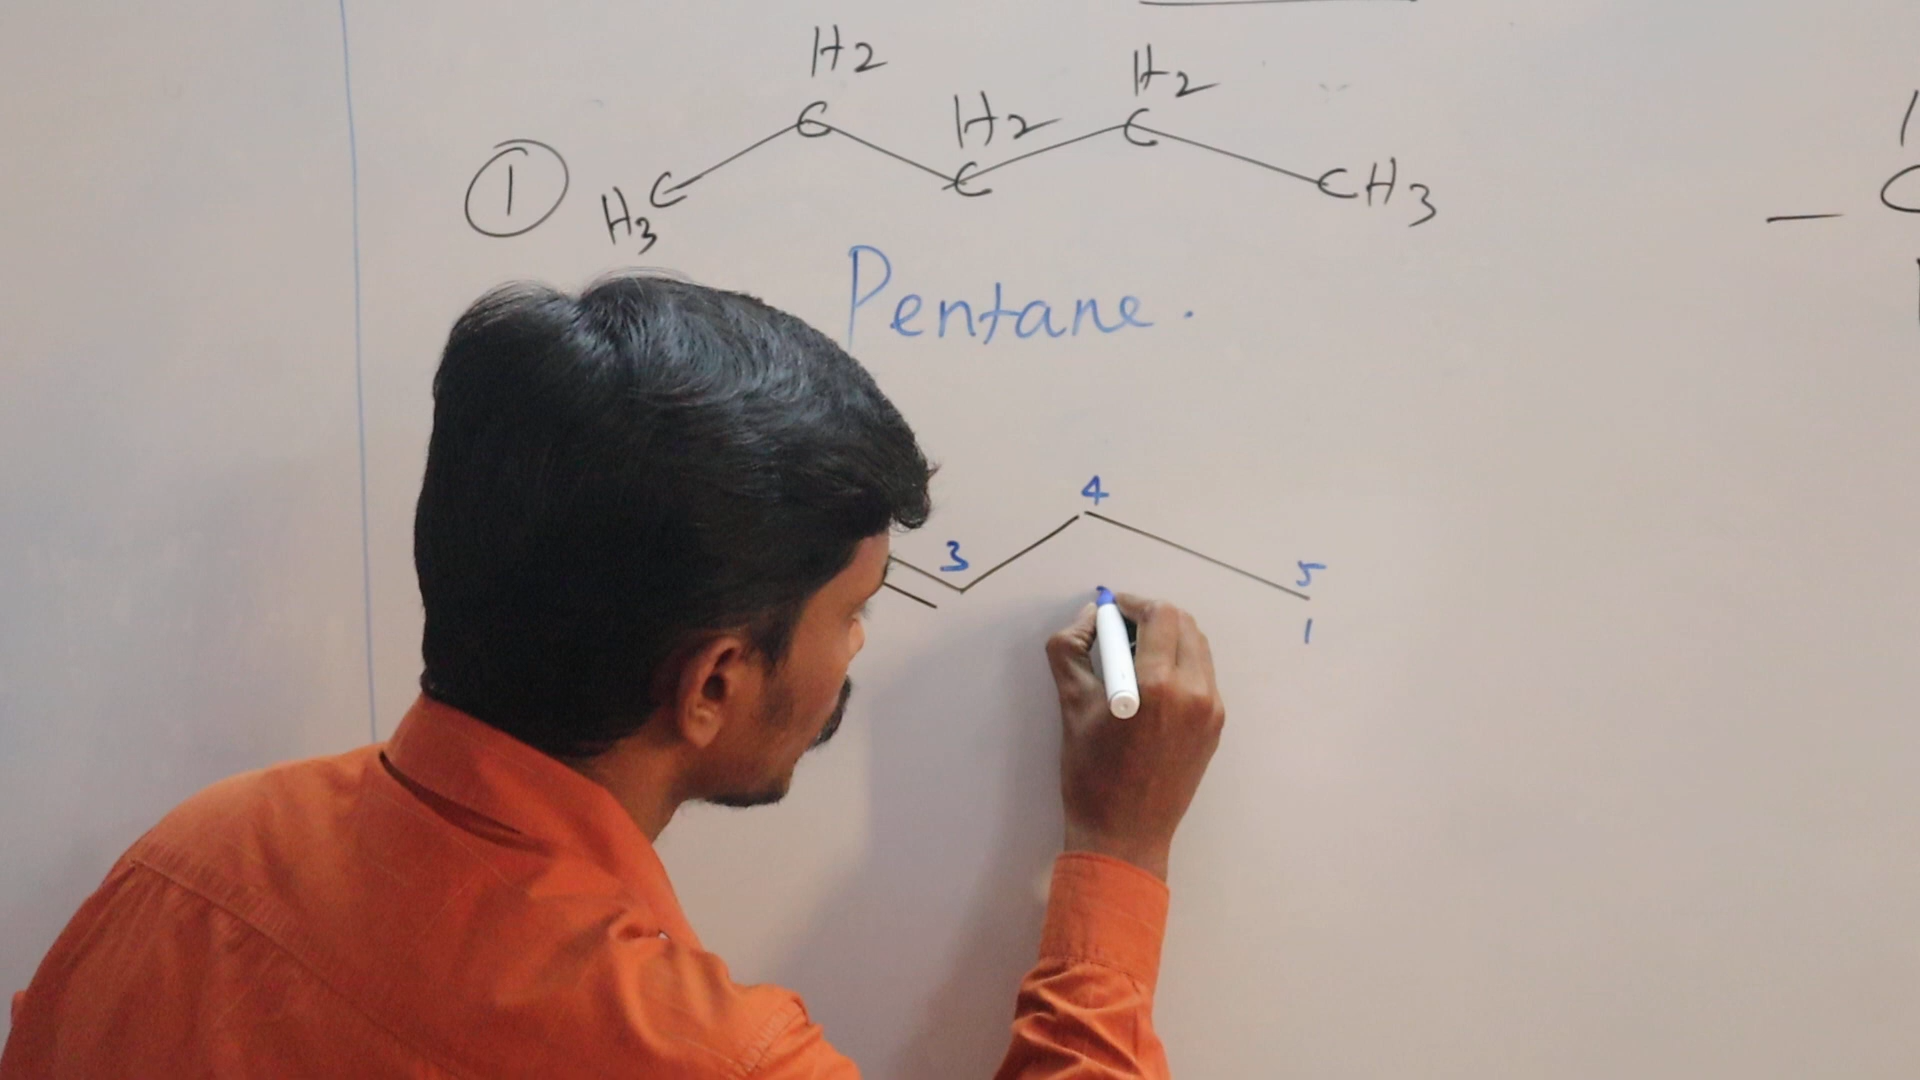 H2 H2
① H3C C H2 C CH3
C
Pentane.
4
3 5
1